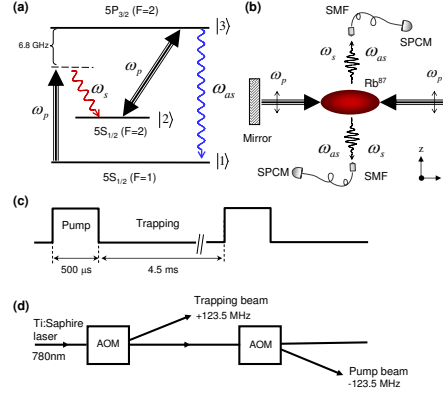 (a)
5P3/2 (F=2)
|3⟩
6.8 GHz
ωp
ωs
ωp
ωas
|2⟩
5S1/2 (F=2)
|1⟩
5S1/2 (F=1)
(b)
SMF
SPCM
ωs
ωas
Rb87
ωp
ωp
Mirror
ωas
ωs
SPCM
SMF
z
(c)
Pump
Trapping
500 μs
4.5 ms
(d)
Ti:Saphire
laser
780nm
AOM
Trapping beam
+123.5 MHz
AOM
Pump beam
-123.5 MHz